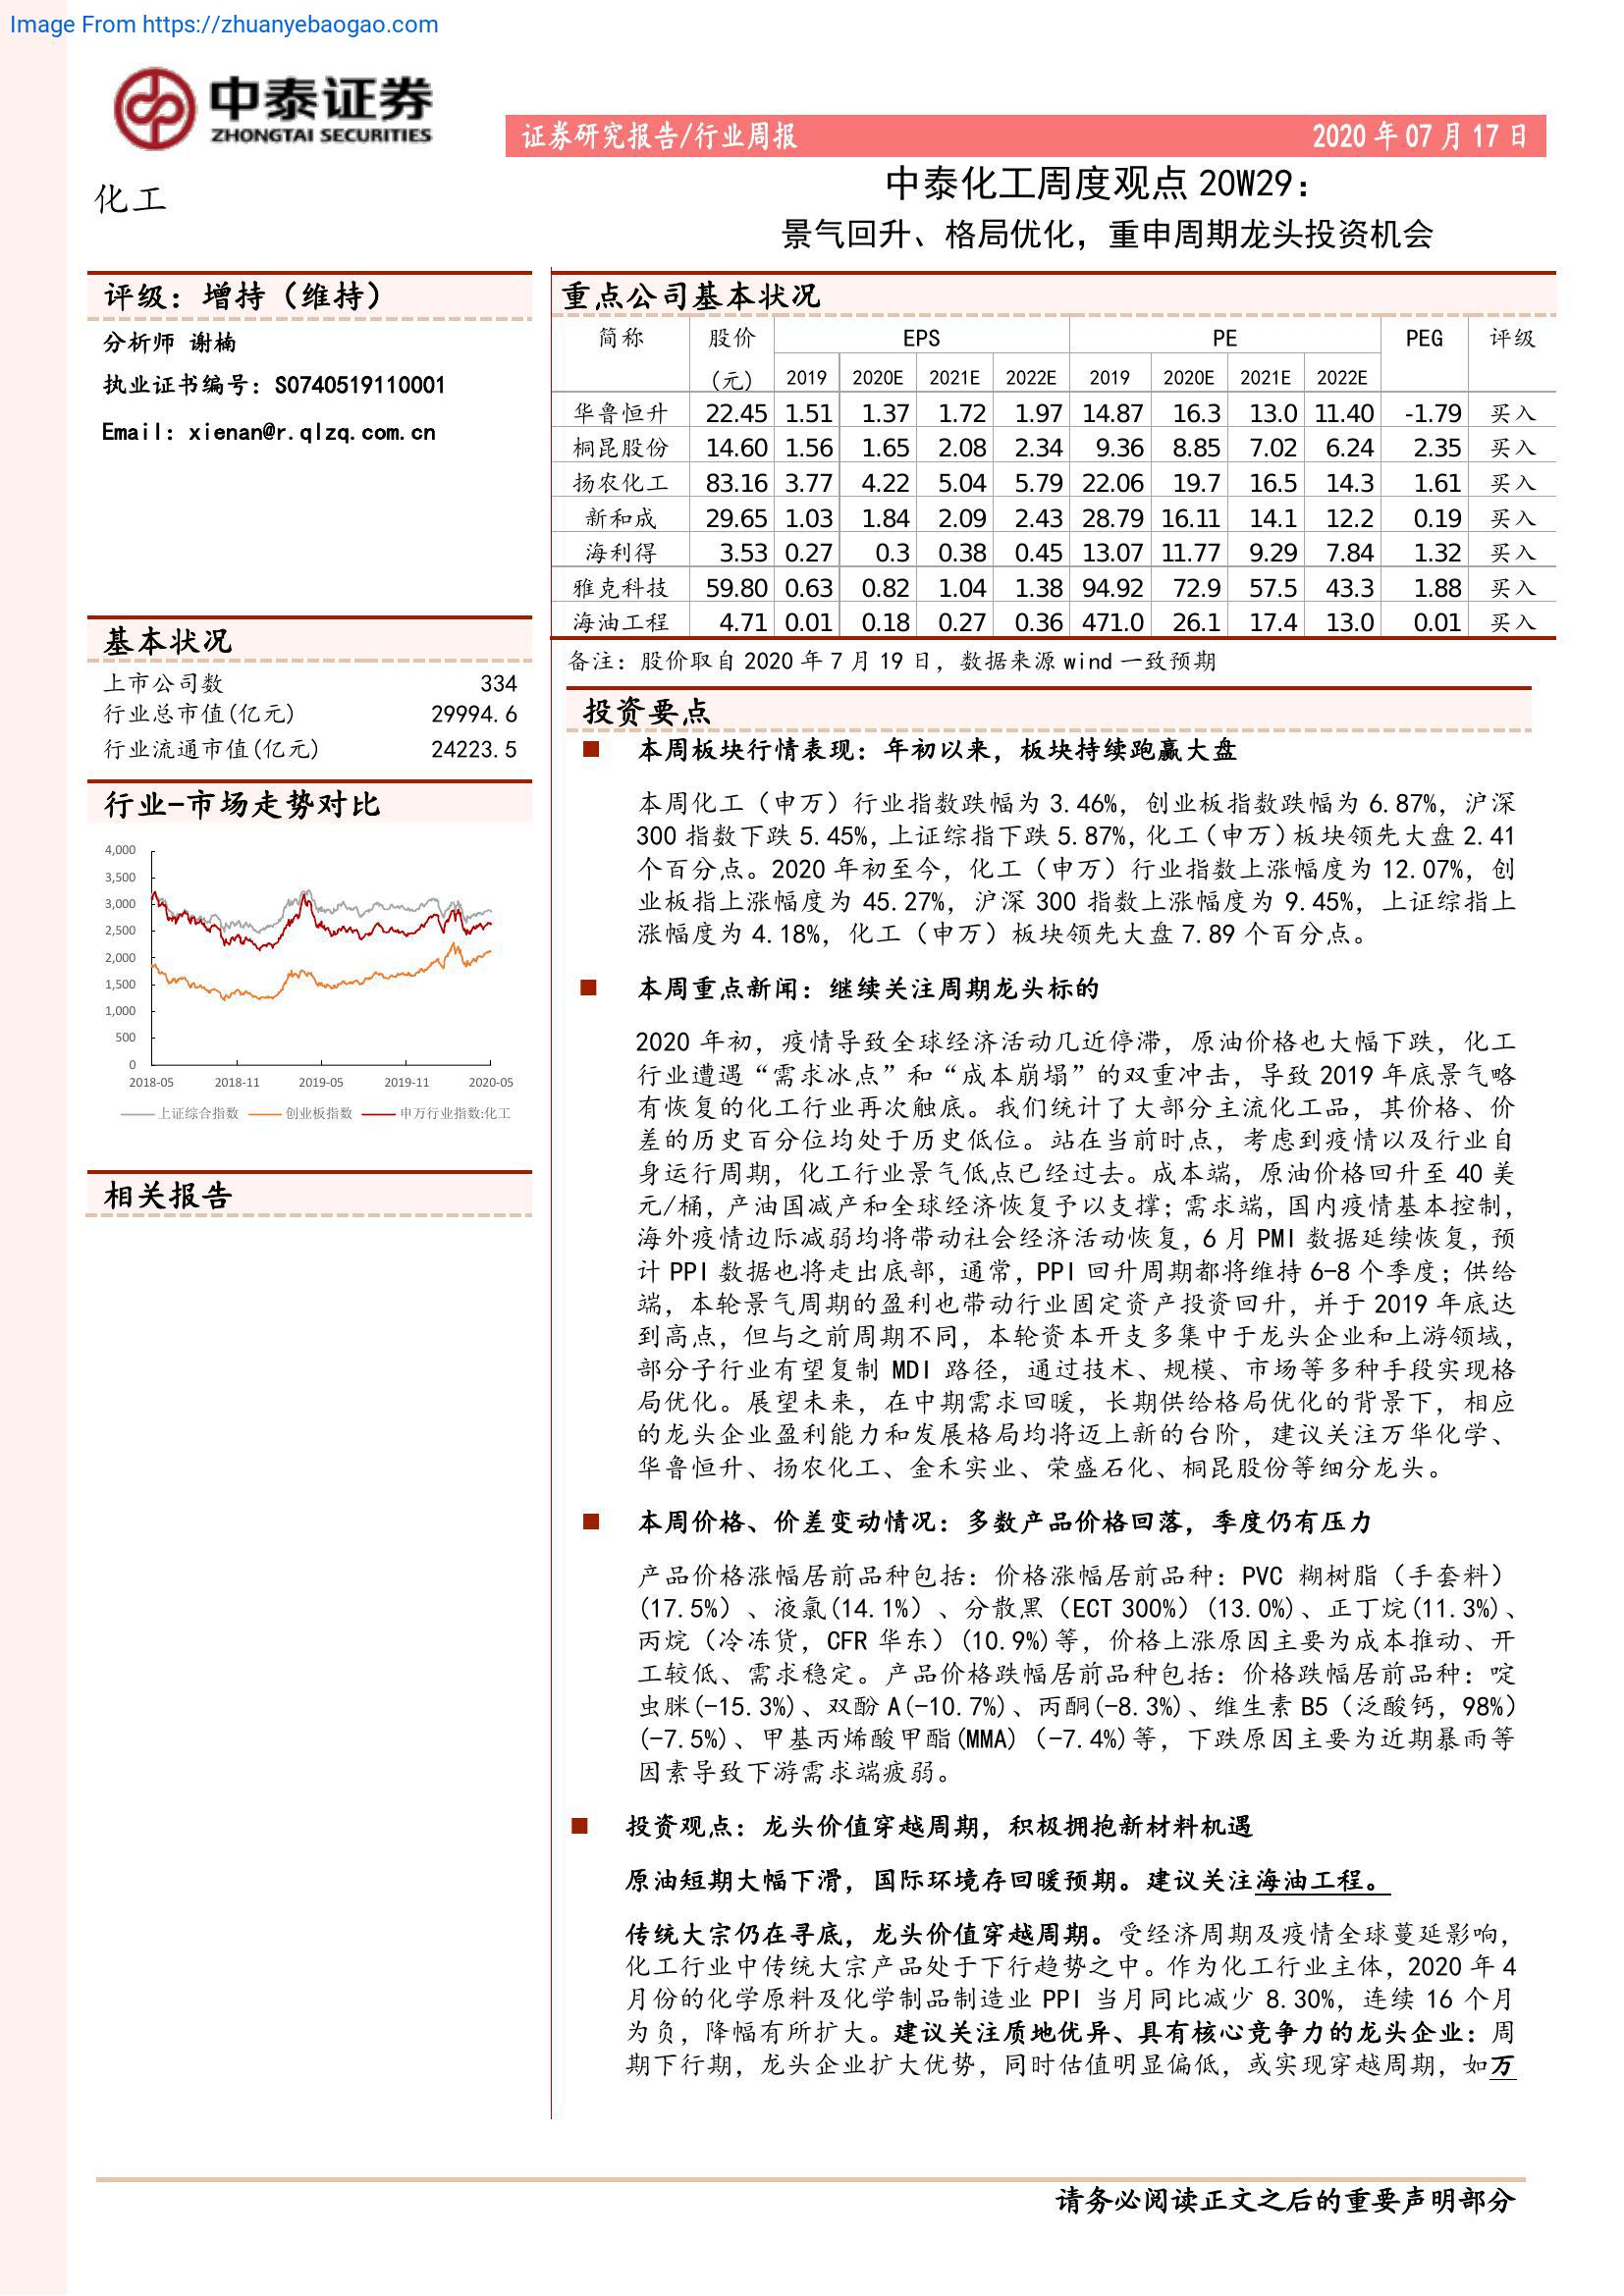 Image From https://zhuanyebaogao.com
中泰证券
ZHONGTAI SECURITIES
证券研究报告/行业周报 2020 年 07 月 17 日
化工
中泰化工周度观点 20W29：
景气回升、格局优化，重申周期龙头投资机会
评级：增持（维持）
分析师 谢楠
执业证书编号：S0740519110001
Email：xienan@r.qlzq.com.cn
基本状况
上市公司数 334
行业总市值(亿元) 29994.6
行业流通市值(亿元) 24223.5
行业-市场走势对比
4,000
3,500
3,000
2,500
2,000
1,500
1,000
500
0
2018-05 2018-11 2019-05 2019-11 2020-05
上证综合指数 创业板指数 申万行业指数:化工
相关报告
重点公司基本状况
简称 股价 EPS PE PEG 评级
(元) 2019 2020E 2021E 2022E 2019 2020E 2021E 2022E
华鲁恒升 22.45 1.51 1.37 1.72 1.97 14.87 16.3 13.0 11.40 -1.79 买入
桐昆股份 14.60 1.56 1.65 2.08 2.34 9.36 8.85 7.02 6.24 2.35 买入
扬农化工 83.16 3.77 4.22 5.04 5.79 22.06 19.7 16.5 14.3 1.61 买入
新和成 29.65 1.03 1.84 2.09 2.43 28.79 16.11 14.1 12.2 0.19 买入
海利得 3.53 0.27 0.3 0.38 0.45 13.07 11.77 9.29 7.84 1.32 买入
雅克科技 59.80 0.63 0.82 1.04 1.38 94.92 72.9 57.5 43.3 1.88 买入
海油工程 4.71 0.01 0.18 0.27 0.36 471.0 26.1 17.4 13.0 0.01 买入
备注：股价取自 2020 年 7 月 19 日，数据来源 wind 一致预期
投资要点
本周板块行情表现：年初以来，板块持续跑赢大盘
本周化工（申万）行业指数跌幅为 3.46%，创业板指数跌幅为 6.87%，沪深
300 指数下跌 5.45%，上证综指下跌 5.87%，化工（申万）板块领先大盘 2.41
个百分点。2020 年初至今，化工（申万）行业指数上涨幅度为 12.07%，创
业板指上涨幅度为 45.27%，沪深 300 指数上涨幅度为 9.45%，上证综指上
涨幅度为 4.18%，化工（申万）板块领先大盘 7.89 个百分点。
本周重点新闻：继续关注周期龙头标的
2020 年初，疫情导致全球经济活动几近停滞，原油价格也大幅下跌，化工
行业遭遇“需求冰点”和“成本崩塌”的双重冲击，导致 2019 年底景气略
有恢复的化工行业再次触底。我们统计了大部分主流化工品，其价格、价
差的历史百分位均处于历史低位。站在当前时点，考虑到疫情以及行业自
身运行周期，化工行业景气低点已经过去。成本端，原油价格回升至 40 美
元/桶，产油国减产和全球经济恢复予以支撑；需求端，国内疫情基本控制，
海外疫情边际减弱均将带动社会经济活动恢复，6 月 PMI 数据延续恢复，预
计 PPI 数据也将走出底部，通常，PPI 回升周期都将维持 6-8 个季度；供给
端，本轮景气周期的盈利也带动行业固定资产投资回升，并于 2019 年底达
到高点，但与之前周期不同，本轮资本开支多集中于龙头企业和上游领域，
部分子行业有望复制 MDI 路径，通过技术、规模、市场等多种手段实现格
局优化。展望未来，在中期需求回暖，长期供给格局优化的背景下，相应
的龙头企业盈利能力和发展格局均将迈上新的台阶，建议关注万华化学、
华鲁恒升、扬农化工、金禾实业、荣盛石化、桐昆股份等细分龙头。
本周价格、价差变动情况：多数产品价格回落，季度仍有压力
产品价格涨幅居前品种包括：价格涨幅居前品种：PVC 糊树脂（手套料）
(17.5%) 、液氯(14.1%) 、分散黑（ECT 300%）(13.0%)、正丁烷(11.3%)、
丙烷（冷冻货，CFR 华东）(10.9%)等，价格上涨原因主要为成本推动、开
工较低、需求稳定。产品价格跌幅居前品种包括：价格跌幅居前品种：啶
虫脒(-15.3%)、双酚 A(-10.7%)、丙酮(-8.3%)、维生素 B5（泛酸钙，98%）
(-7.5%)、甲基丙烯酸甲酯(MMA) (-7.4%)等，下跌原因主要为近期暴雨等
因素导致下游需求端疲弱。
投资观点：龙头价值穿越周期，积极拥抱新材料机遇
原油短期大幅下滑，国际环境存回暖预期。建议关注海油工程。
传统大宗仍在寻底，龙头价值穿越周期。受经济周期及疫情全球蔓延影响，
化工行业中传统大宗产品处于下行趋势之中。作为化工行业主体，2020 年 4
月份的化学原料及化学制品制造业 PPI 当月同比减少 8.30%，连续 16 个月
为负，降幅有所扩大。建议关注质地优异、具有核心竞争力的龙头企业：周
期下行期，龙头企业扩大优势，同时估值明显偏低，或实现穿越周期，如万
请务必阅读正文之后的重要声明部分